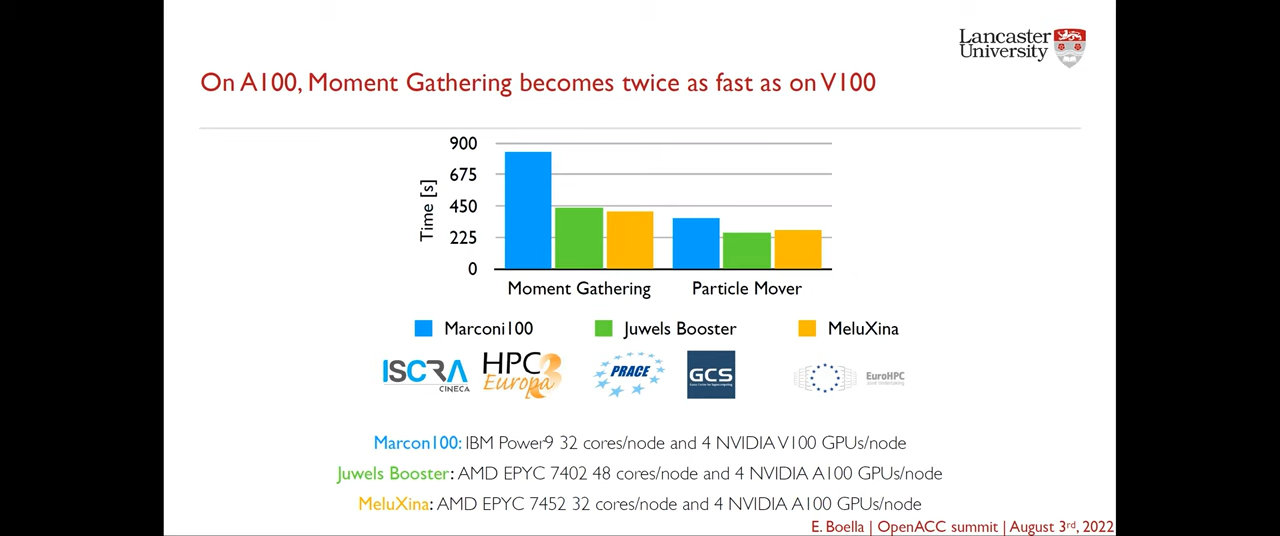 Lancaster
University
On A100, Moment Gathering becomes twice as fast as on V100
900
675
450
225
0
Time [s]
Moment Gathering Particle Mover
Marconi100 Juwels Booster MeluXina
ISCRA
CINECA
HPC
Europa
3
PRACE
GCS
EuroHPC
Marcon100: IBM Power9 32 cores/node and 4 NVIDIA V100 GPUs/node
Juwels Booster: AMD EPYC 7402 48 cores/node and 4 NVIDIA A100 GPUs/node
MeluXina: AMD EPYC 7452 32 cores/node and 4 NVIDIA A100 GPUs/node
E. Boella | OpenACC summit | August 3rd, 2022